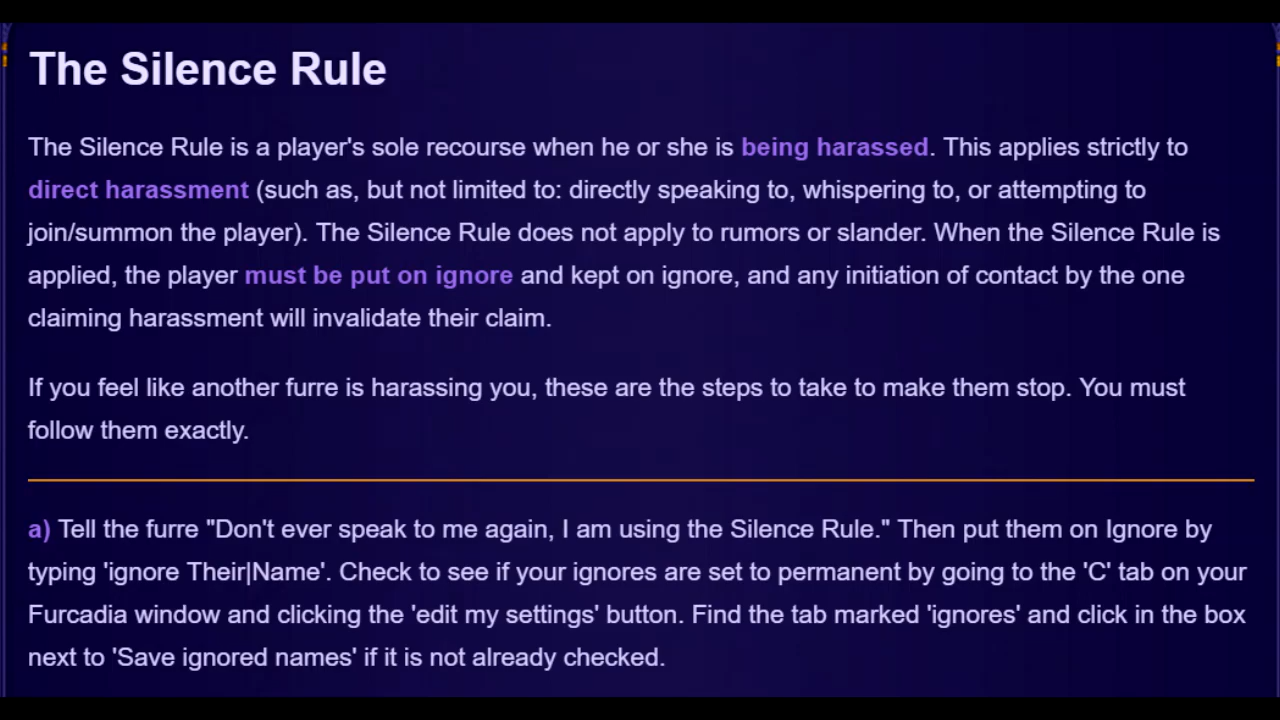 The Silence Rule
The Silence Rule is a player's sole recourse when he or she is being harassed. This applies strictly to
direct harassment (such as, but not limited to: directly speaking to, whispering to, or attempting to
join/summon the player). The Silence Rule does not apply to rumors or slander. When the Silence Rule is
applied, the player must be put on ignore and kept on ignore, and any initiation of contact by the one
claiming harassment will invalidate their claim.
If you feel like another furre is harassing you, these are the steps to take to make them stop. You must
follow them exactly.
a) Tell the furre "Don't ever speak to me again, I am using the Silence Rule." Then put them on Ignore by
typing 'ignore Their|Name'. Check to see if your ignores are set to permanent by going to the 'C' tab on your
Furcadia window and clicking the 'edit my settings' button. Find the tab marked 'ignores' and click in the box
next to 'Save ignored names' if it is not already checked.